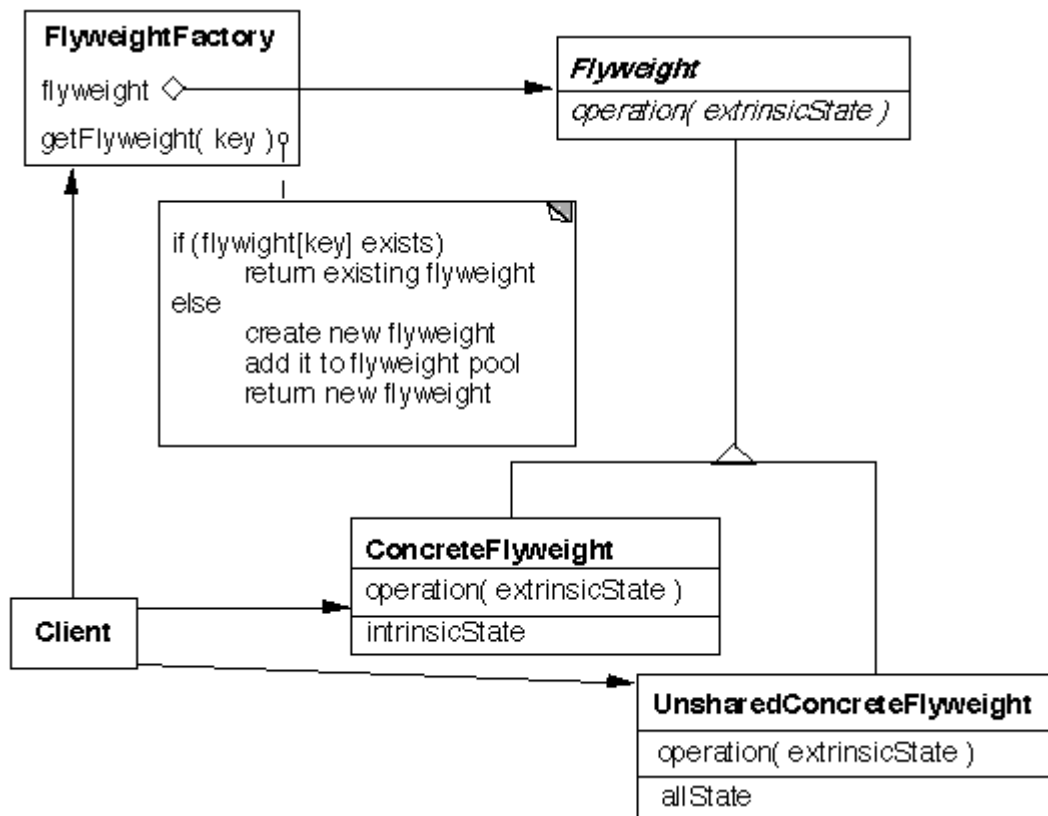 FlyweightFactory
flyweight
getFlyweight( key )
Flyweight
operation( extrinsicState )
if (flywight[key] exists)
return existing flyweight
else
create new flyweight
add it to flyweight pool
return new flyweight
ConcreteFlyweight
operation( extrinsicState )
intrinsicState
Client
UnsharedConcreteFlyweight
operation( extrinsicState )
allState